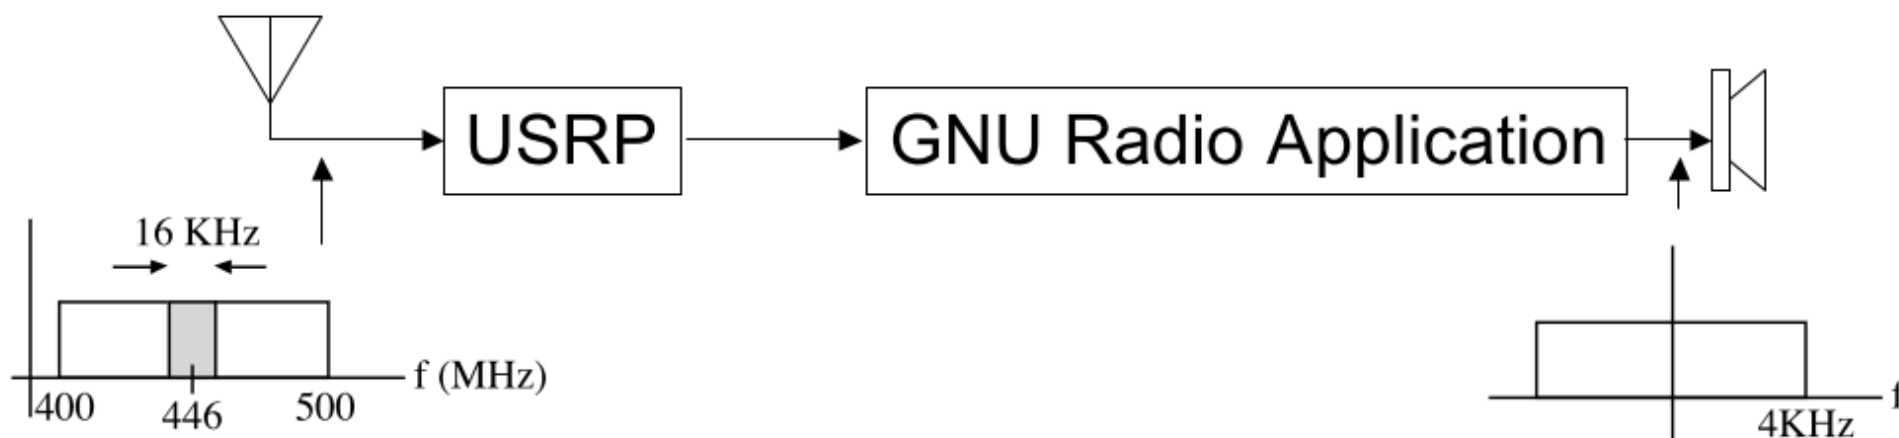 USRP
GNU Radio Application
16 KHz
f (MHz)
400
446
500
f
4KHz